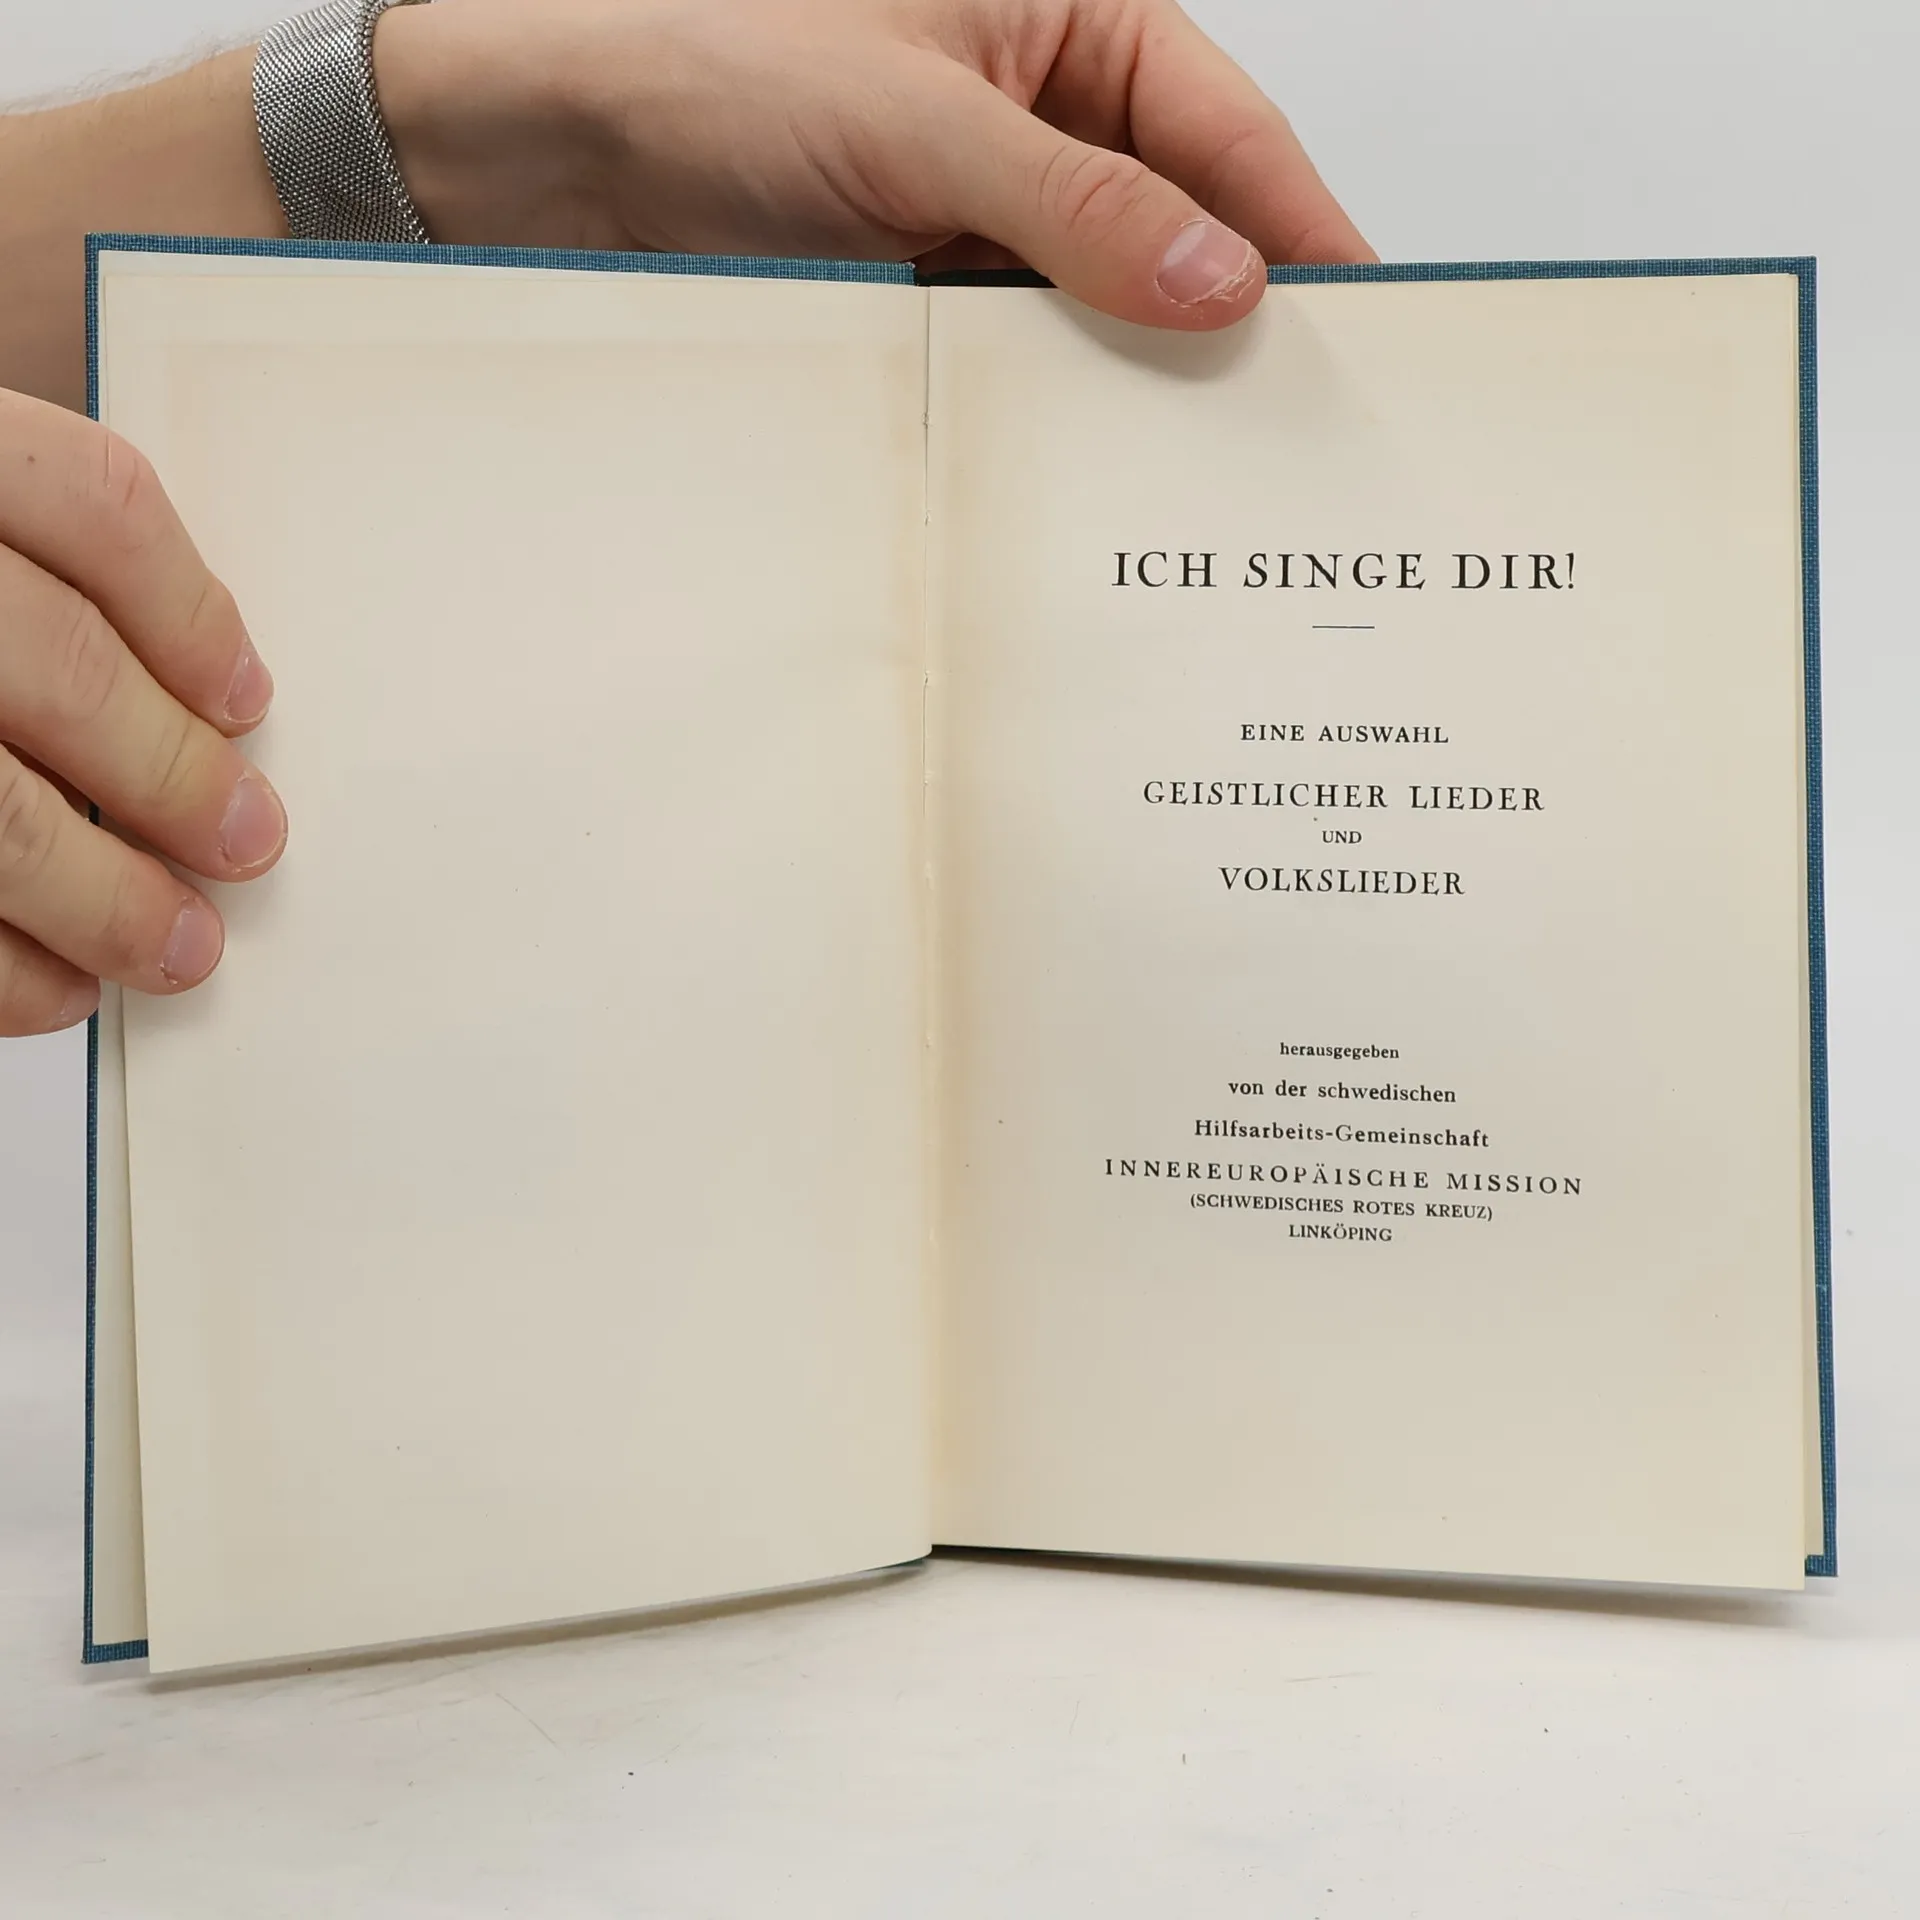 ICH SINGE DIR!
EINE AUSWAHL
GEISTLICHER LIEDER
UND
VOLKSLIEDER
herausgegeben
von der schwedischen
Hilfsarbeits-Gemeinschaft
INNEREUROPÄISCHE MISSION
(SCHWEDISCHES ROTES KREUZ)
LINKÖPING